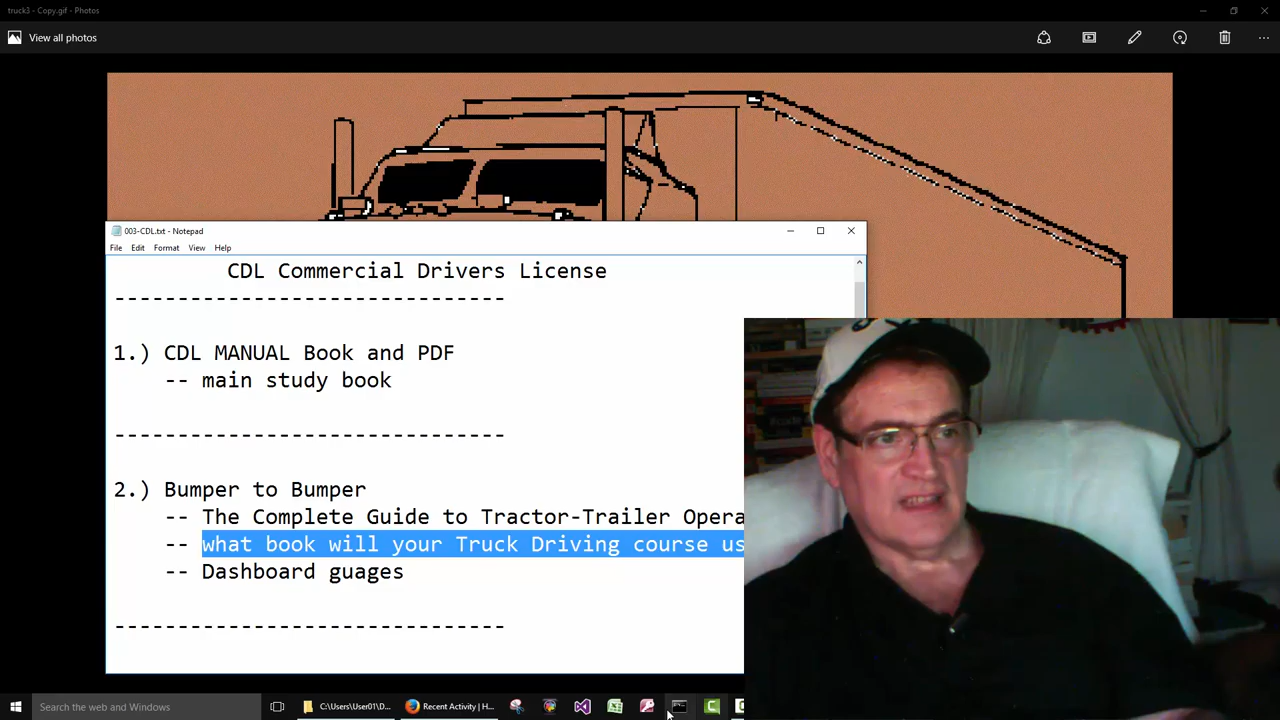 truck3 - Copy.gif - Photos
View all photos
003-CDL.txt - Notepad
File Edit Format View Help
CDL Commercial Drivers License
-------------------------------
1.) CDL MANUAL Book and PDF
-- main study book
-------------------------------
2.) Bumper to Bumper
-- The Complete Guide to Tractor-Trailer Opera
-- what book will your Truck Driving course us
-- Dashboard guages
-------------------------------
Search the web and Windows
C:\Users\User01\D...
Recent Activity | H...